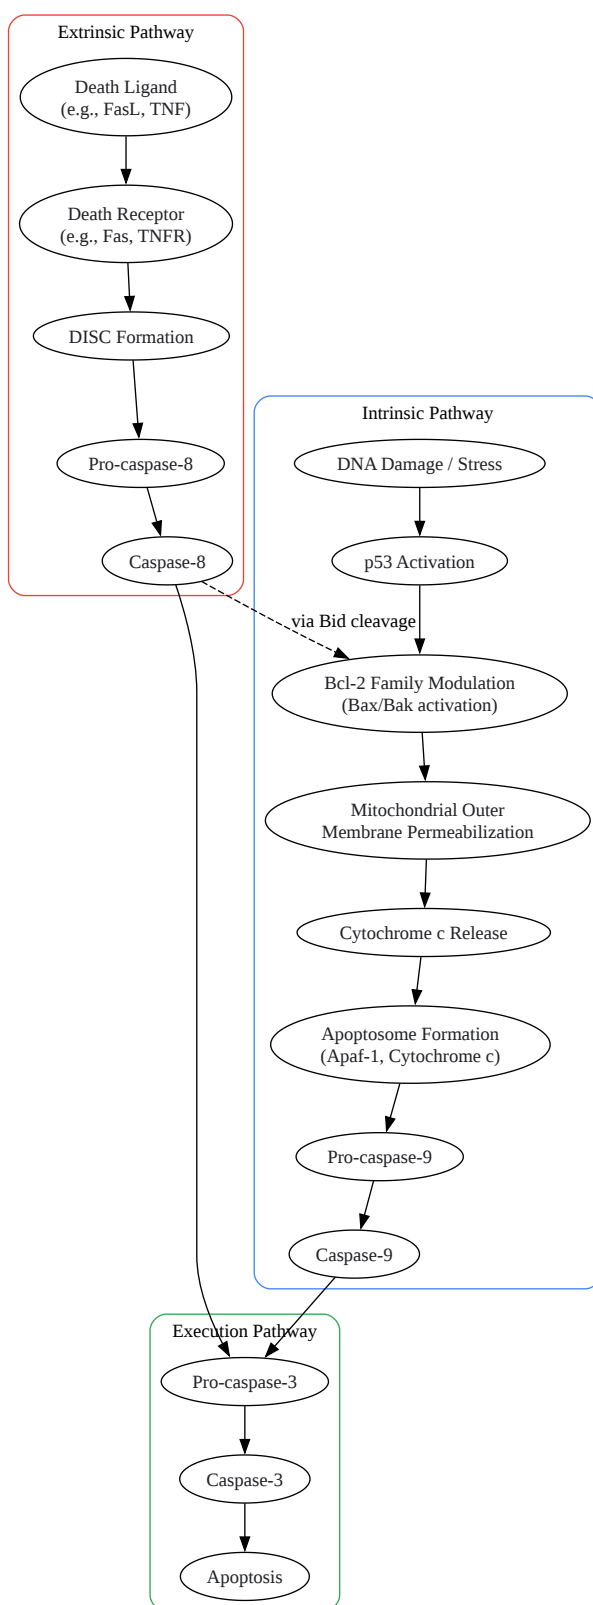 Extrinsic Pathway
Death Ligand
(e.g., FasL, TNF)
Death Receptor
(e.g., Fas, TNFR)
DISC Formation
Pro-caspase-8
Caspase-8
Intrinsic Pathway
DNA Damage / Stress
p53 Activation
via Bid cleavage
Bcl-2 Family Modulation
(Bax/Bak activation)
Mitochondrial Outer
Membrane Permeabilization
Cytochrome c Release
Apoptosome Formation
(Apaf-1, Cytochrome c)
Pro-caspase-9
Caspase-9
Execution Pathway
Pro-caspase-3
Caspase-3
Apoptosis